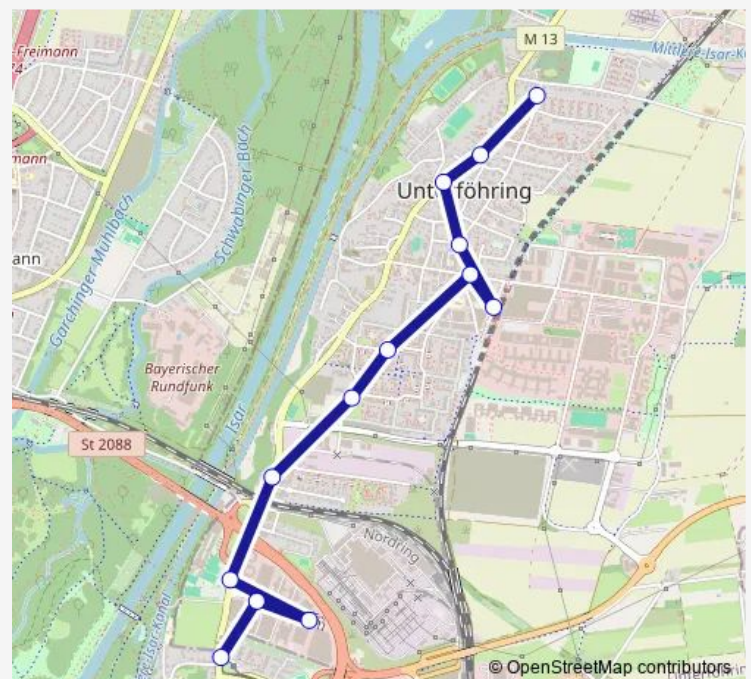 M 13
Mittlere-Isar-K
-Freimann
mann
Schwabinger Bach
Garchinger Mühlbach
Unt föhring
ann
Bayerischer
Rundfunk
Isar
St 2088
Nordring
© OpenStreetMap contributors